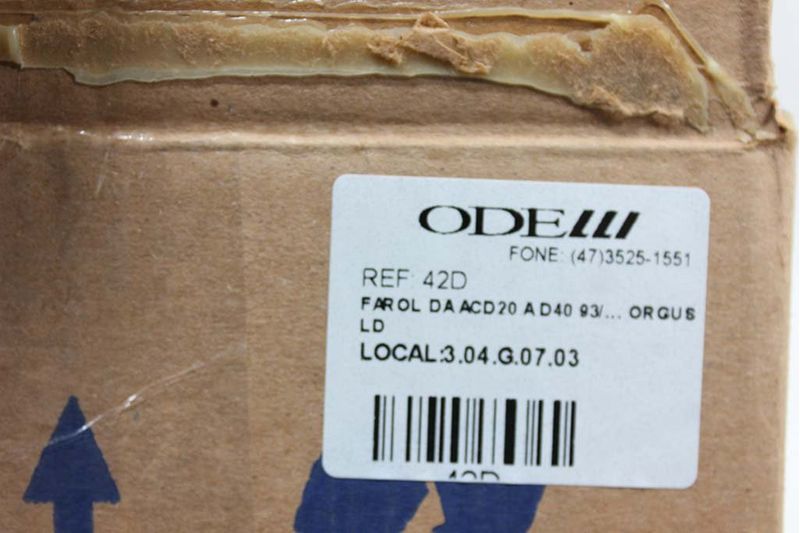 ODE
FONE: (47)3525-1551
REF: 42D
FAROL DA ACD20 A D40 93/... ORGUS
LD
LOCAL:3.04.G.07.03
42D